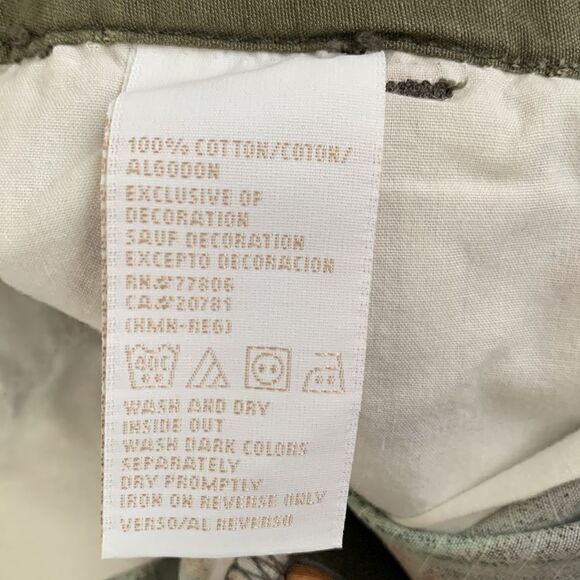 100% COTTON/COTON/
ALGODON
EXCLUSIVE OF
DECORATION
SAUF DECORATION
EXCEPTO DECORACION
RN#77806
CA#20781
(HMN-REG)
40C
WASH AND DRY
INSIDE OUT
WASH DARK COLORS
SEPARATELY
DRY PROMPTLY
IRON ON REVERSE ONLY
VERSO/AL REVERSO